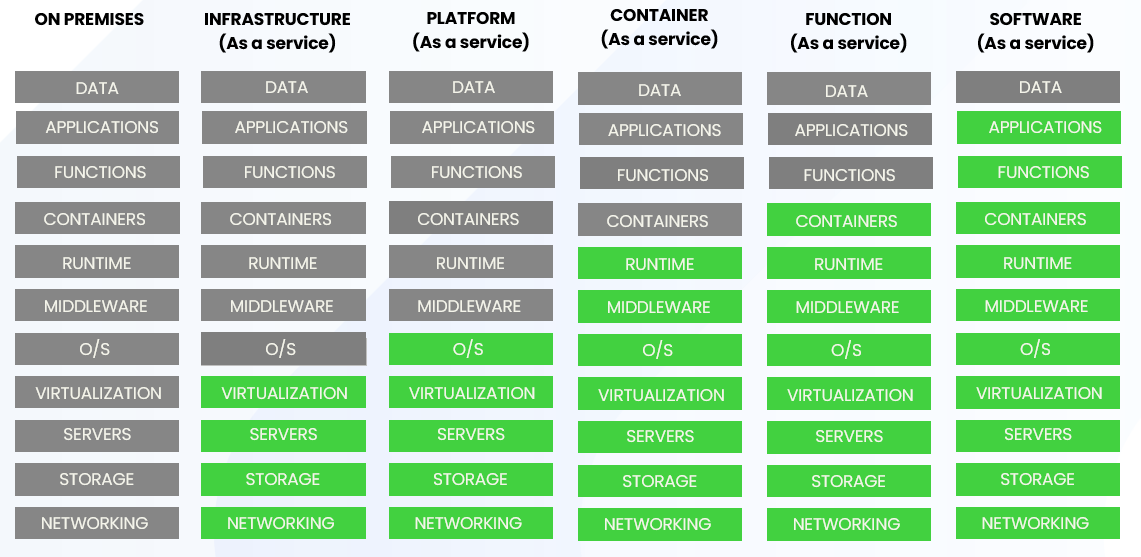 ON PREMISES
INFRASTRUCTURE
(As a service)
PLATFORM
(As a service)
CONTAINER
(As a service)
FUNCTION
(As a service)
SOFTWARE
(As a service)
DATA
APPLICATIONS
FUNCTIONS
CONTAINERS
RUNTIME
MIDDLEWARE
O/S
VIRTUALIZATION
SERVERS
STORAGE
NETWORKING
DATA
APPLICATIONS
FUNCTIONS
CONTAINERS
RUNTIME
MIDDLEWARE
O/S
VIRTUALIZATION
SERVERS
STORAGE
NETWORKING
DATA
APPLICATIONS
FUNCTIONS
CONTAINERS
RUNTIME
MIDDLEWARE
O/S
VIRTUALIZATION
SERVERS
STORAGE
NETWORKING
DATA
APPLICATIONS
FUNCTIONS
CONTAINERS
RUNTIME
MIDDLEWARE
O/S
VIRTUALIZATION
SERVERS
STORAGE
NETWORKING
DATA
APPLICATIONS
FUNCTIONS
CONTAINERS
RUNTIME
MIDDLEWARE
O/S
VIRTUALIZATION
SERVERS
STORAGE
NETWORKING
DATA
APPLICATIONS
FUNCTIONS
CONTAINERS
RUNTIME
MIDDLEWARE
O/S
VIRTUALIZATION
SERVERS
STORAGE
NETWORKING